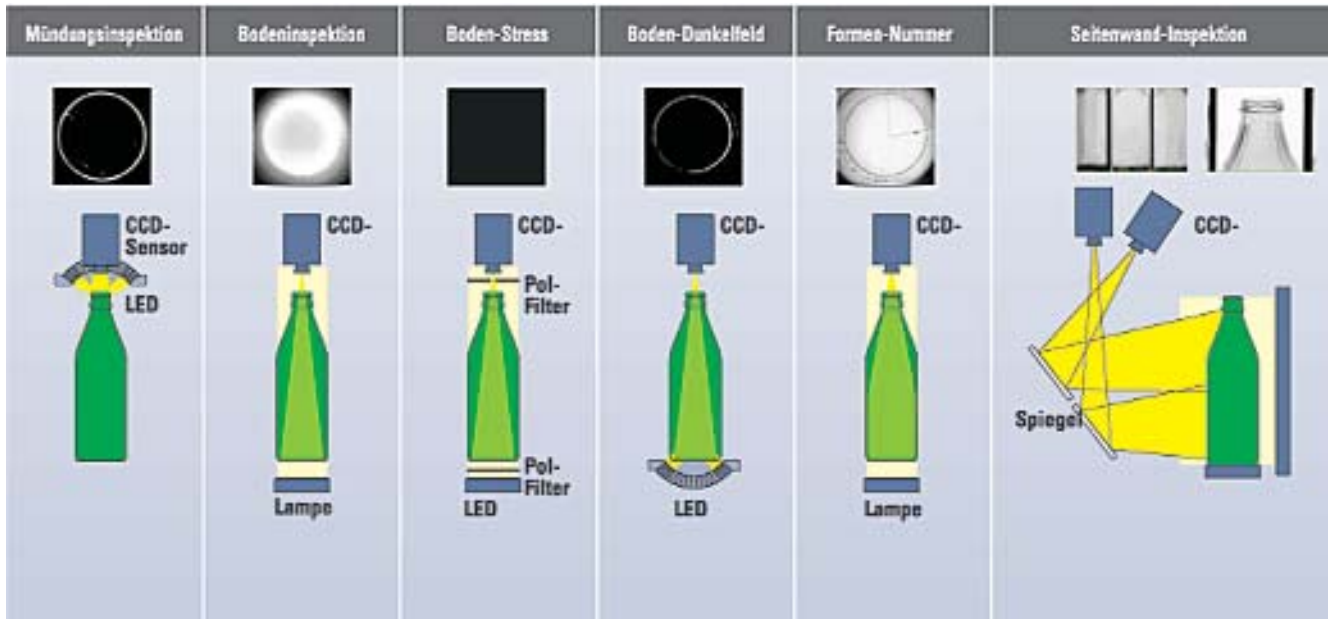 Mündungsinspektion
Bodeninspektion
Boden-Stress
Boden-Dunkelfeld
Formen-Nummer
Seitenwand-Inspektion
CCD-
Sensor
LED
CCD-
Lampe
CCD-
Pol-
Filter
Pol-
Filter
LED
CCD-
LED
CCD-
Lampe
CCD-
Spiegel